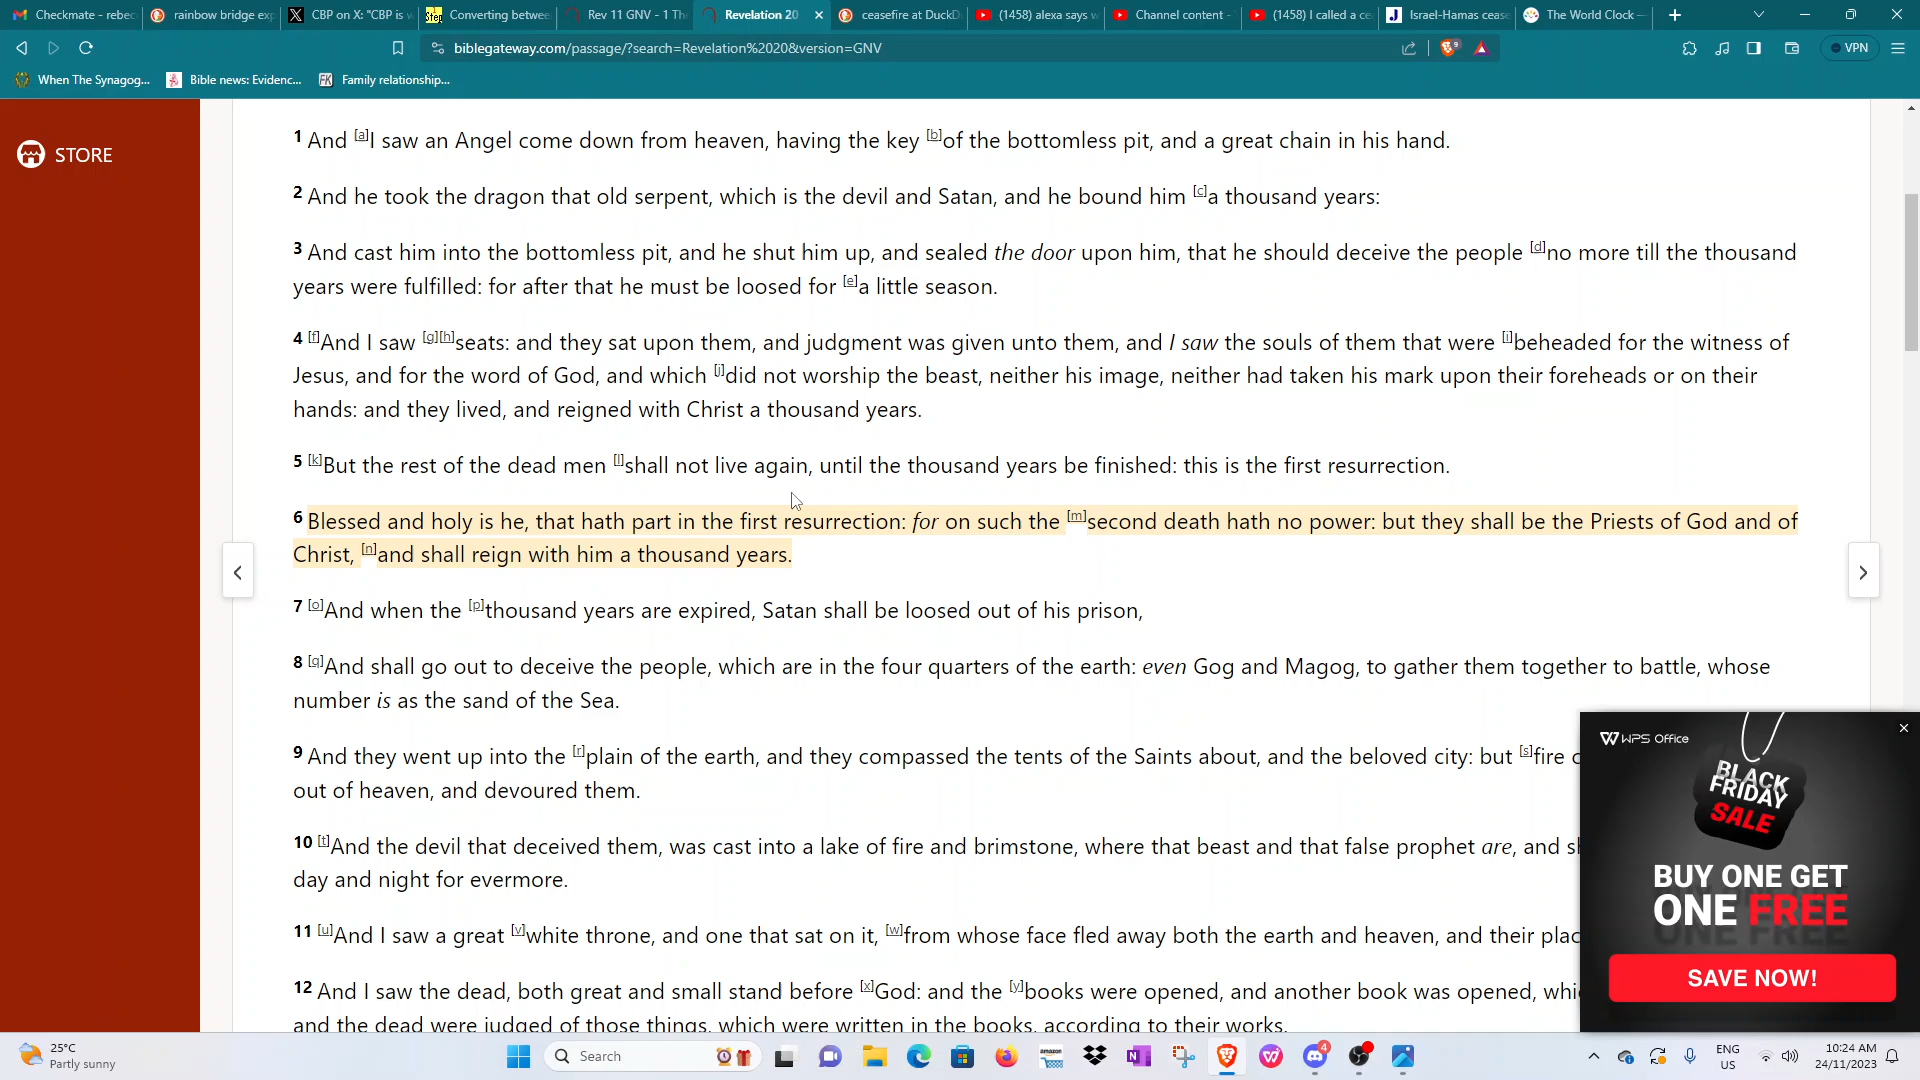 Checkmate - rebec
rainbow bridge exp
CBP on X: "CBP is w
Converting betwee
Rev 11 GNV - 1 The
Revelation 20
ceasefire at DuckD
(1458) alexa says w
Channel content -
(1458) I called a ce
Israel-Hamas cease
The World Clock —
biblegateway.com/passage/?search=Revelation%2020&version=GNV
9
VPN
When The Synagog...
Bible news: Evidenc...
FK Family relationship...
STORE
1 And [a]I saw an Angel come down from heaven, having the key [b]of the bottomless pit, and a great chain in his hand.
2 And he took the dragon that old serpent, which is the devil and Satan, and he bound him [c]a thousand years:
3 And cast him into the bottomless pit, and he shut him up, and sealed the door upon him, that he should deceive the people [d]no more till the thousand
years were fulfilled: for after that he must be loosed for [e]a little season.
4 [f]And I saw [g][h]seats: and they sat upon them, and judgment was given unto them, and I saw the souls of them that were [i]beheaded for the witness of
Jesus, and for the word of God, and which [j]did not worship the beast, neither his image, neither had taken his mark upon their foreheads or on their
hands: and they lived, and reigned with Christ a thousand years.
5 [k]But the rest of the dead men [l]shall not live again, until the thousand years be finished: this is the first resurrection.
6 Blessed and holy is he, that hath part in the first resurrection: for on such the [m]second death hath no power: but they shall be the Priests of God and of
Christ, [n]and shall reign with him a thousand years.
7 [o]And when the [p]thousand years are expired, Satan shall be loosed out of his prison,
8 [q]And shall go out to deceive the people, which are in the four quarters of the earth: even Gog and Magog, to gather them together to battle, whose
number is as the sand of the Sea.
9 And they went up into the [r]plain of the earth, and they compassed the tents of the Saints about, and the beloved city: but [s]fire
out of heaven, and devoured them.
10 [t]And the devil that deceived them, was cast into a lake of fire and brimstone, where that beast and that false prophet are, and
day and night for evermore.
11 [u]And I saw a great [v]white throne, and one that sat on it, [w]from whose face fled away both the earth and heaven, and their
12 And I saw the dead, both great and small stand before [x]God: and the [y]books were opened, and another book was opened,
and the dead were judged of those things, which were written in the books, according to their works.
WPS Office
BLACK
FRIDAY
SALE
BUY ONE GET
ONE FREE
SAVE NOW!
25°C
Partly sunny
Search
amazon
4
ENG
US
10:24 AM
24/11/2023